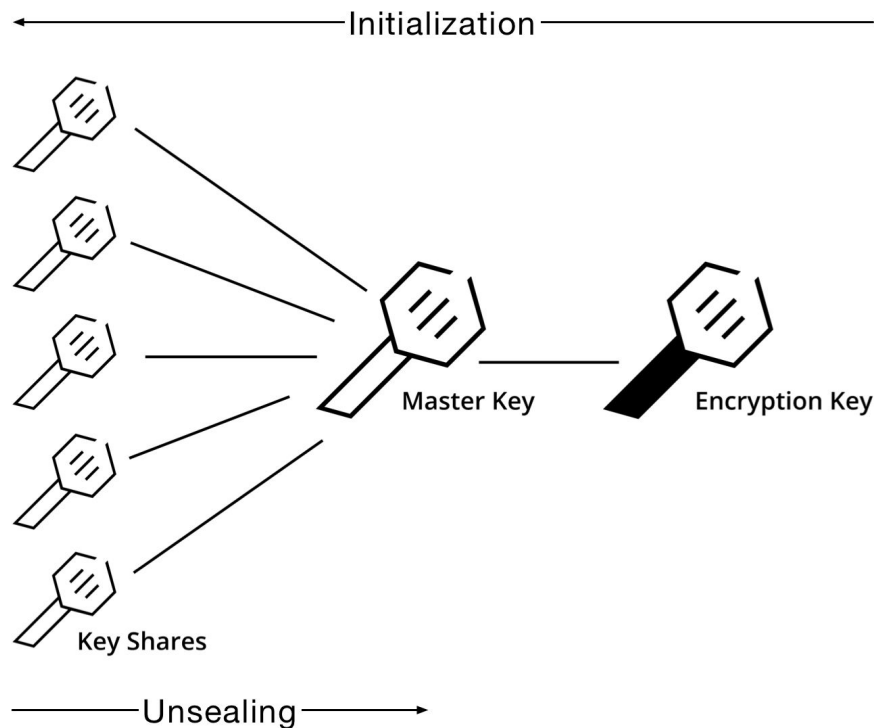 Initialization
Master Key
Encryption Key
Key Shares
Unsealing